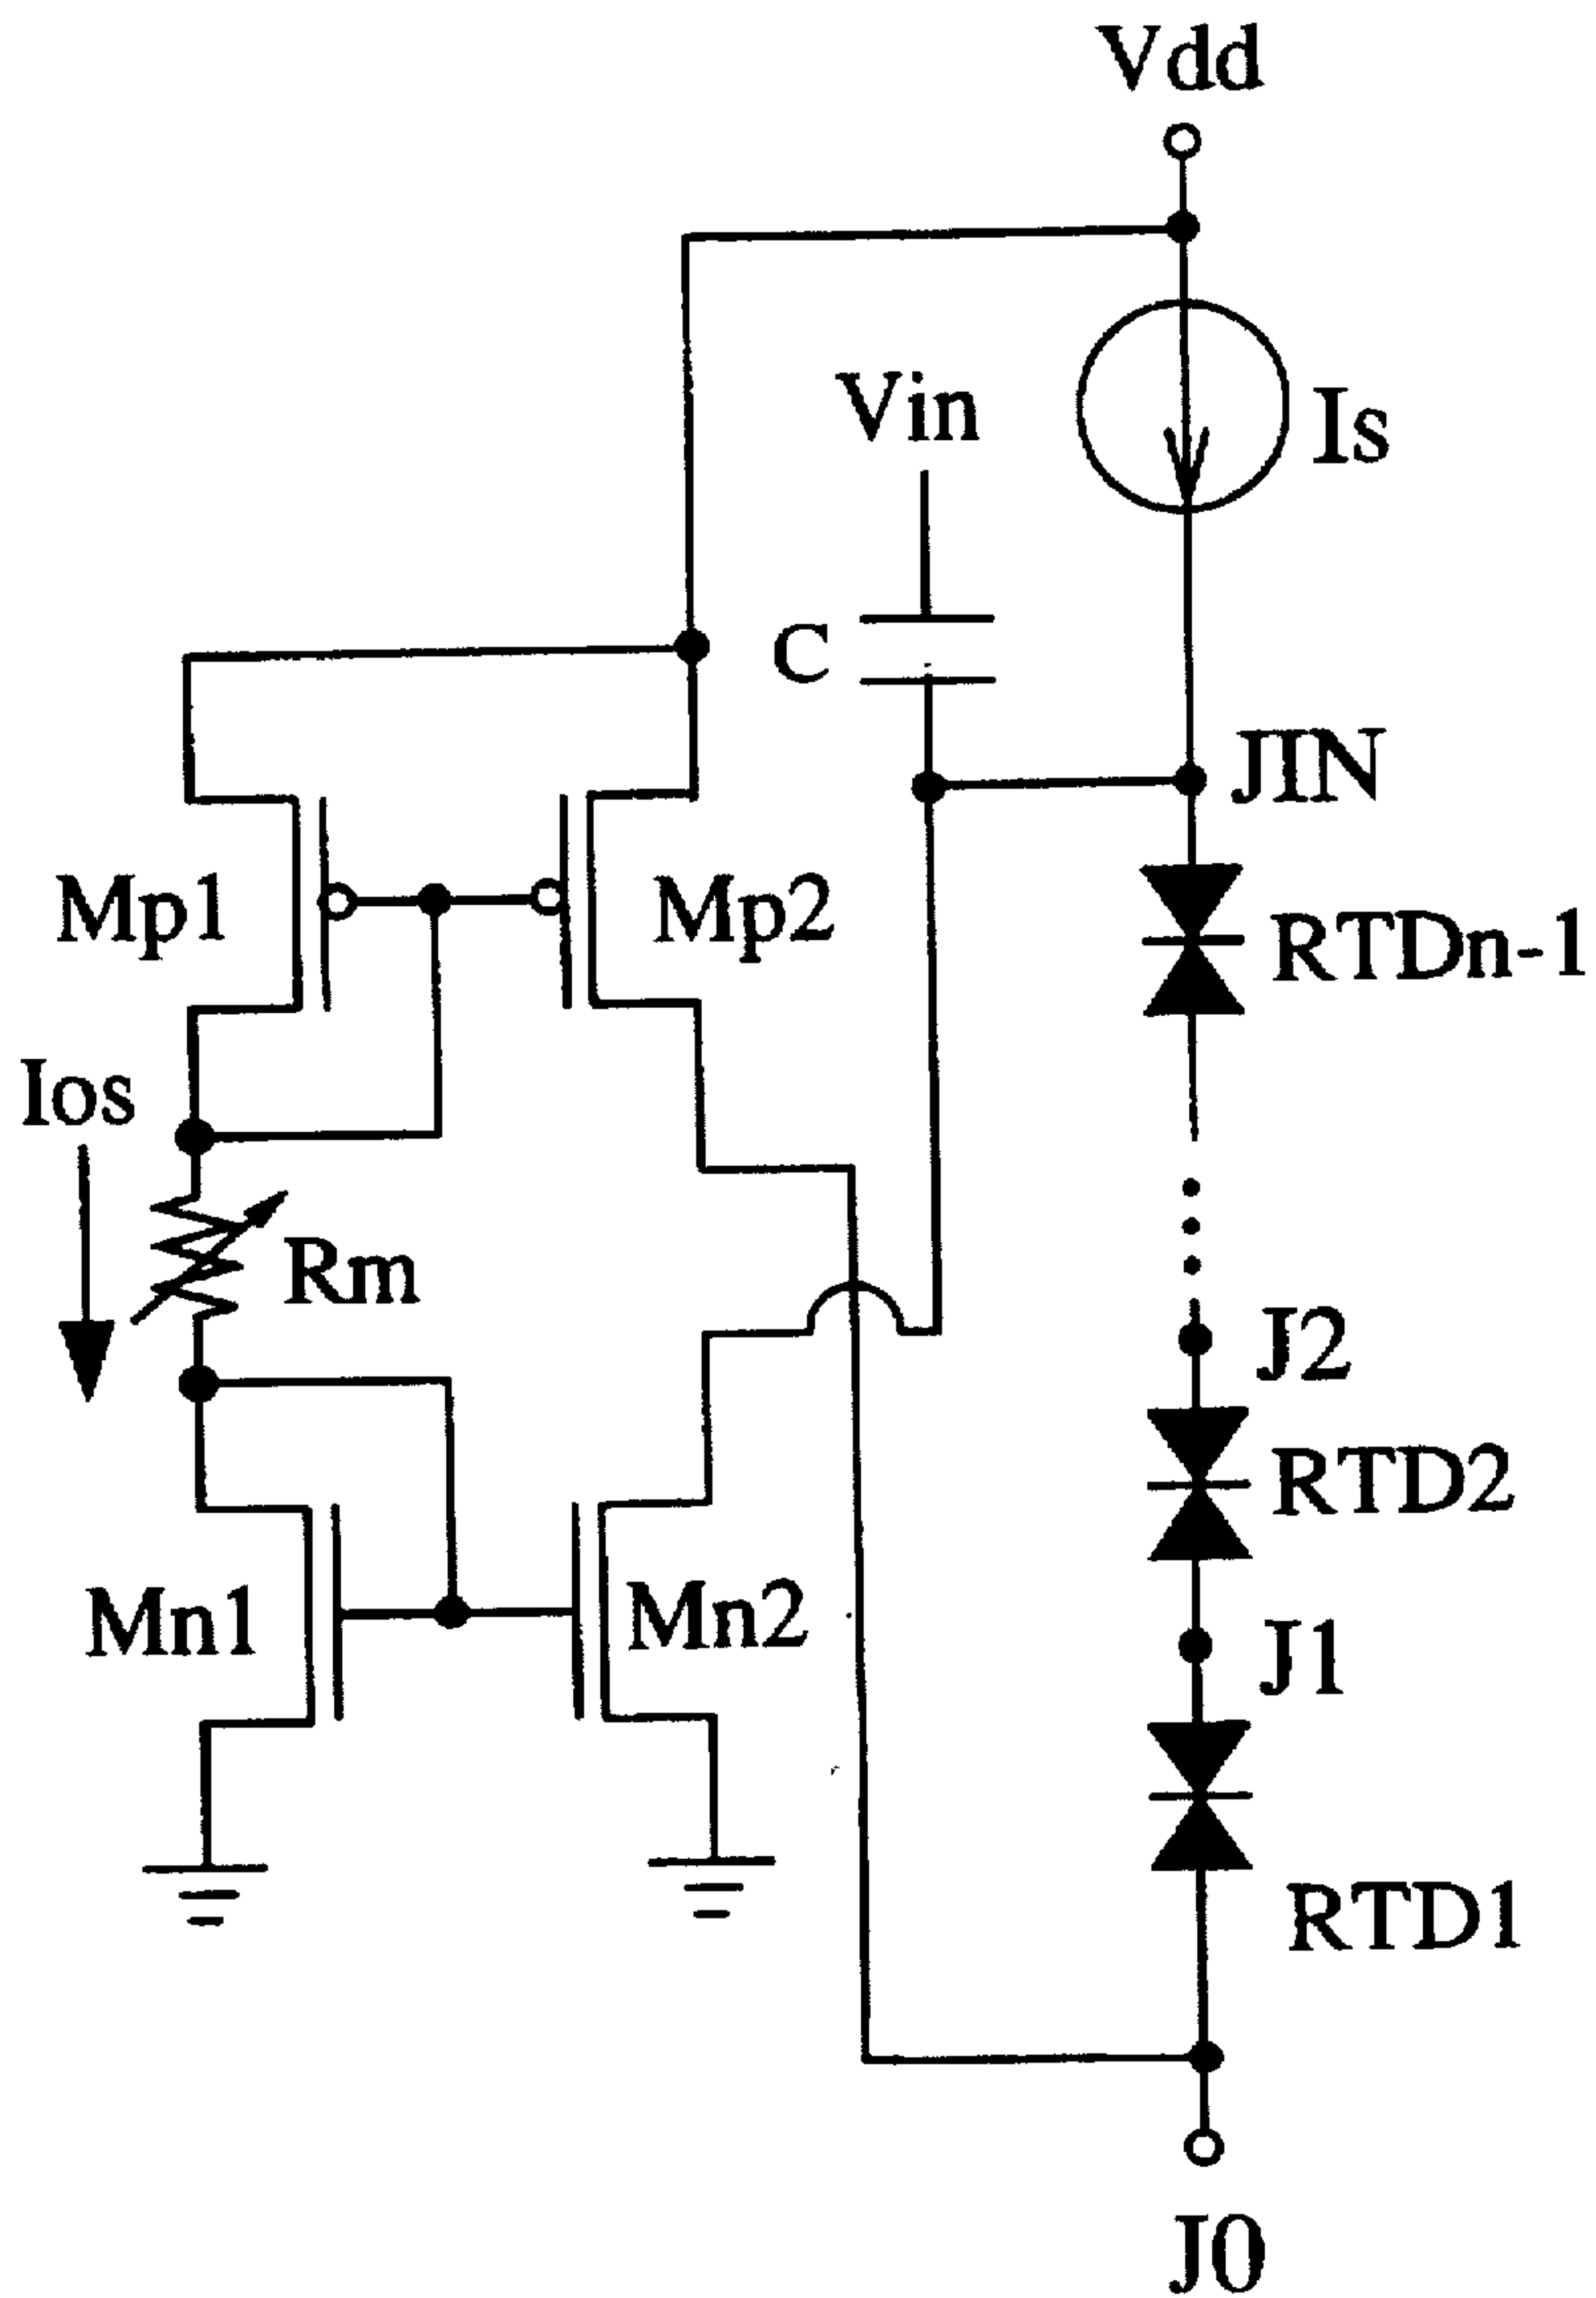 Vdd
Vin
Is
C
JIN
Mp1
Mp2
RTDn-1
Ios
Rm
J2
RTD2
Mn1
Mn2
J1
RTD1
J0